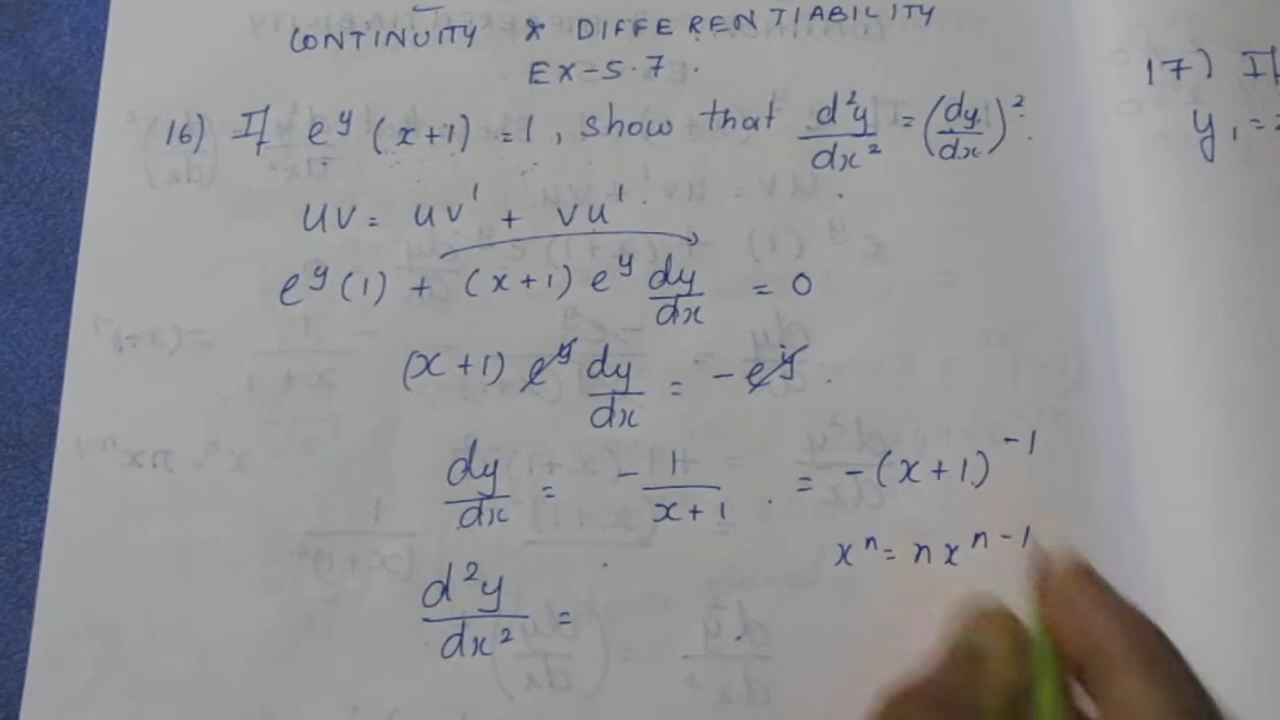 CONTINUITY & DIFFERENTIABILITY
EX-5.7.
16) If e^y (x+1) = 1, show that d²y/dx² = (dy/dx)².
uv = uv' + vu'
e^y (1) + (x+1) e^y dy/dx = 0
(x+1) e^y dy/dx = -e^y.
dy/dx = -1/(x+1). = -(x+1)^-1
x^n = nx^(n-1)
d²y/dx² =
17) If
y₁ =